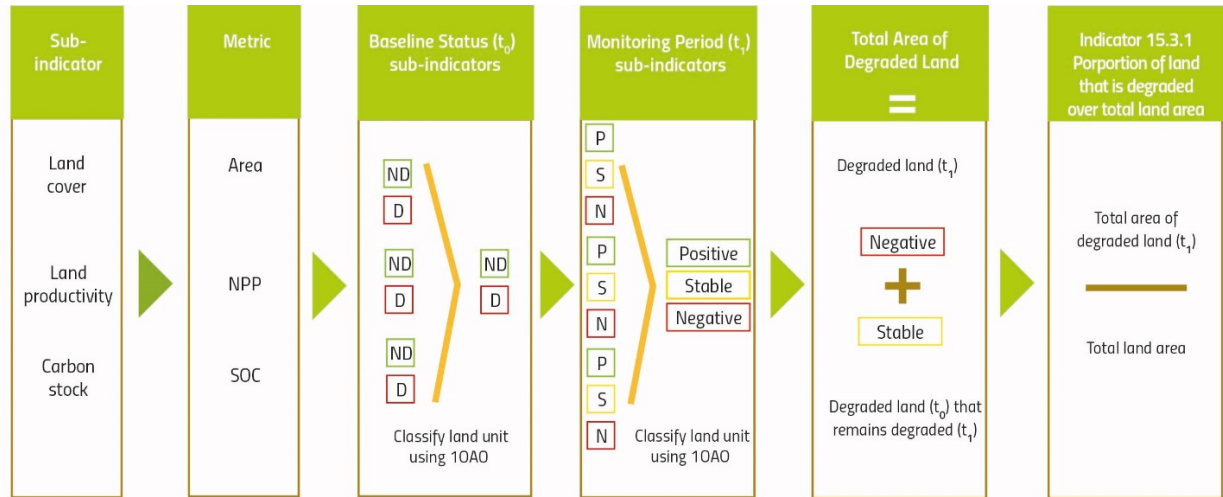 Sub-
indicator
Land
cover
Land
productivity
Carbon
stock
Metric
Area
NPP
SOC
Baseline Status (t0)
sub-indicators
ND
D
ND
D
ND
D
ND
D
Classify land unit
using 1OAO
Monitoring Period (t1)
sub-indicators
P
S
N
P
S
N
P
S
N
Positive
Stable
Negative
Classify land unit
using 1OAO
Total Area of
Degraded Land
=
Degraded land (t1)
Negative
+
Stable
Degraded land (t0) that
remains degraded (t1)
Indicator 15.3.1
Porportion of land
that is degraded
over total land area
Total area of
degraded land (t1)
Total land area